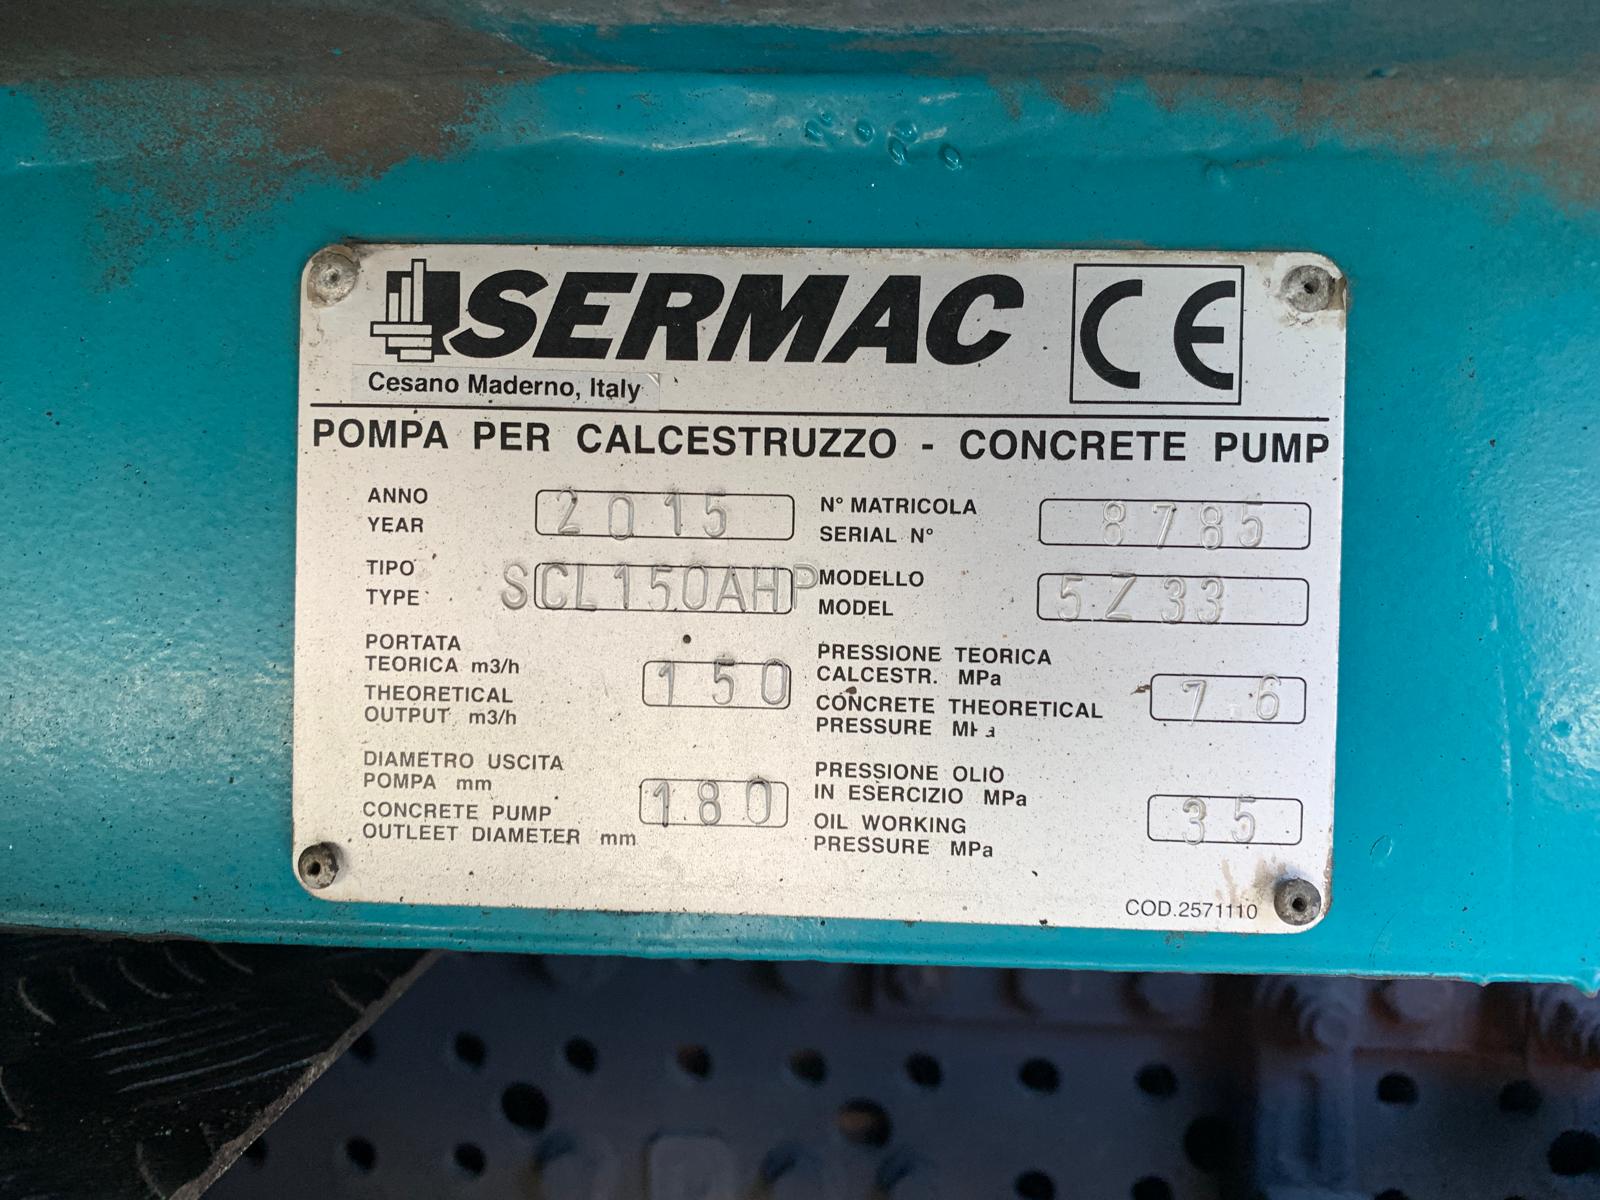 SERMAC CE
Cesano Maderno, Italy
POMPA PER CALCESTRUZZO - CONCRETE PUMP
ANNO
YEAR
2015
N° MATRICOLA
SERIAL N°
8785
TIPO
TYPE
SCL150AHP
MODELLO
MODEL
5Z33
PORTATA
TEORICA m3/h
THEORETICAL
OUTPUT m3/h
150
PRESSIONE TEORICA
CALCESTR. MPa
CONCRETE THEORETICAL
PRESSURE MPa
7.6
DIAMETRO USCITA
POMPA mm
CONCRETE PUMP
OUTLEET DIAMETER mm
180
PRESSIONE OLIO
IN ESERCIZIO MPa
OIL WORKING
PRESSURE MPa
35
COD.2571110